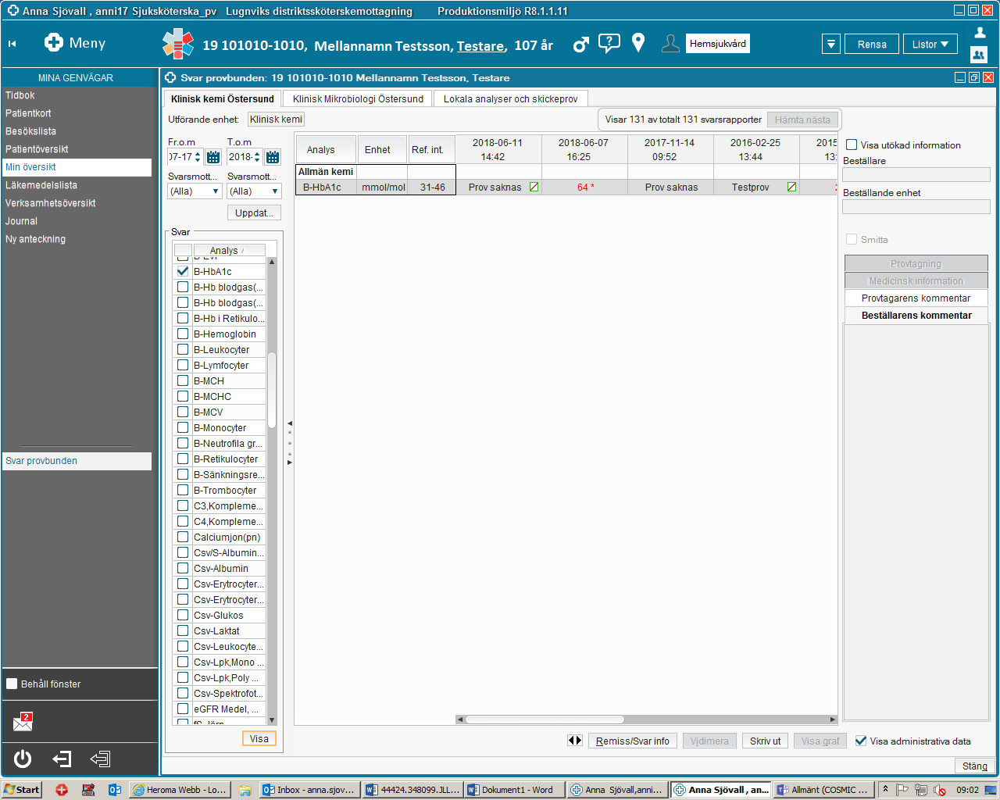 Anna Sjövall , anni17 Sjuksköterska_pv Lugnviks distriktssköterskemottagning Produktionsmiljö R8.1.1.11
Meny
19 101010-1010, Mellannamn Testsson, Testare, 107 år
Hemsjukvård
Rensa
Listor
MINA GENVÄGAR
Tidbok
Patientkort
Besökslista
Patientöversikt
Min översikt
Läkemedelslista
Verksamhetsöversikt
Journal
Ny anteckning
Svar provbunden
Behåll fönster
2
Svar provbunden: 19 101010-1010 Mellannamn Testsson, Testare
Klinisk kemi Östersund Klinisk Mikrobiologi Östersund Lokala analyser och skickeprov
Utförande enhet: Klinisk kemi
Visar 131 av totalt 131 svarsrapporter Hämta nästa
Fr.o.m T.o.m
07-17 2018-
Svarsmott... Svarsmott...
(Alla) (Alla)
Uppdat...
Svar
Analys
B-HbA1c
B-Hb blodgas(...
B-Hb blodgas(...
B-Hb i Retikulo...
B-Hemoglobin
B-Leukocyter
B-Lymfocyter
B-MCH
B-MCHC
B-MCV
B-Monocyter
B-Neutrofila gr...
B-Retikulocyter
B-Sänkningsre...
B-Trombocyter
C3,Kompleme...
C4,Kompleme...
Calciumjon(pn)
Csv/S-Albumin...
Csv-Albumin
Csv-Erytrocyter...
Csv-Erytrocyter...
Csv-Glukos
Csv-Laktat
Csv-Leukocyte...
Csv-Lpk,Mono ...
Csv-Lpk,Poly ...
Csv-Spektrofot...
eGFR Medel, ...
Visa
Analys Enhet Ref. int. 2018-06-11 2018-06-07 2017-11-14 2016-02-25 2015
14:42 16:25 09:52 13:44 13:
Allmän kemi
B-HbA1c mmol/mol 31-46 Prov saknas 64 * Prov saknas Testprov
Visa utökad information
Beställare
Beställande enhet
Smitta
Provtagning
Medicinsk information
Provtagarens kommentar
Beställarens kommentar
Remiss/Svar info Vidimera Skriv ut Visa graf Visa administrativa data
Stäng
Start Heroma Webb - Lo... Inbox - anna.sjov... 44424.348099.JLL... Dokument1 - Word Anna Sjövall,anni... Anna Sjövall , an... Allmänt (COSMIC ... 09:02